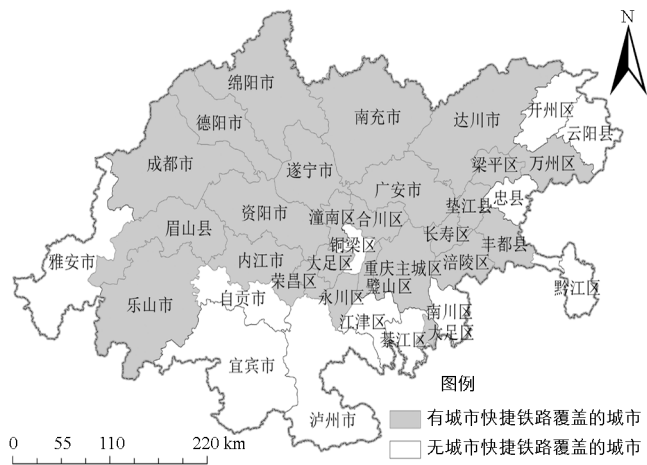 N
绵阳市
德阳市
南充市
达川市
开州区
云阳县
成都市
遂宁市
梁平区
万州区
广安市
忠县
垫江县
资阳市
潼南区
合川区
眉山县
长寿区
铜梁区
丰都县
雅安市
内江市
大足区
重庆主城区
涪陵区
荣昌区
璧山区
黔江区
乐山市
自贡市
永川区
江津区
南川区
綦江区
大足区
宜宾市
泸州市
图例
有城市快捷铁路覆盖的城市
无城市快捷铁路覆盖的城市
0 55 110 220 km